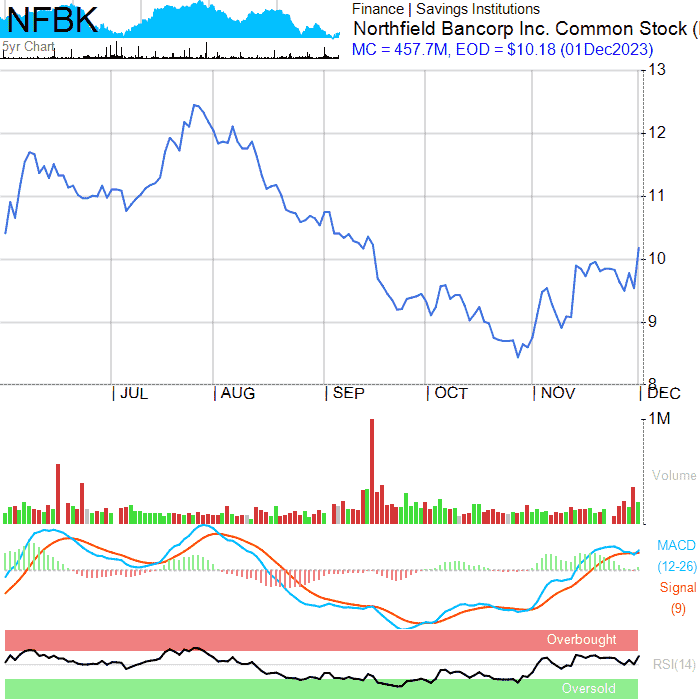 NFBK
5yr Chart
Finance | Savings Institutions
Northfield Bancorp Inc. Common Stock (
MC = 457.7M, EOD = $10.18 (01Dec2023)
13
12
11
10
9
8
JUL AUG SEP OCT NOV DEC
1M
Volume
MACD
(12-26)
Signal
(9)
Overbought
RSI(14)
Oversold